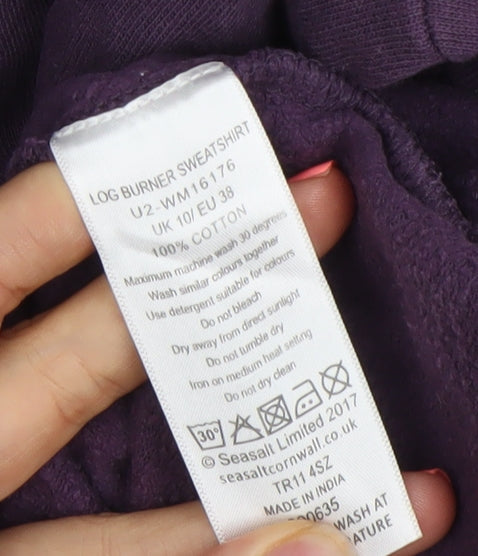 LOG BURNER SWEATSHIRT
U2-WM16176
UK 10/ EU 38
100% COTTON
Maximum machine wash 30 degrees
Wash similar colours together
Use detergent suitable for colours
Do not bleach
Dry away from direct sunlight
Do not tumble dry
Iron on medium heat setting
Do not dry clean
30°
© Seasalt Limited 2017
seasaltcornwall.co.uk
TR11 4SZ
MADE IN INDIA
WASH AT